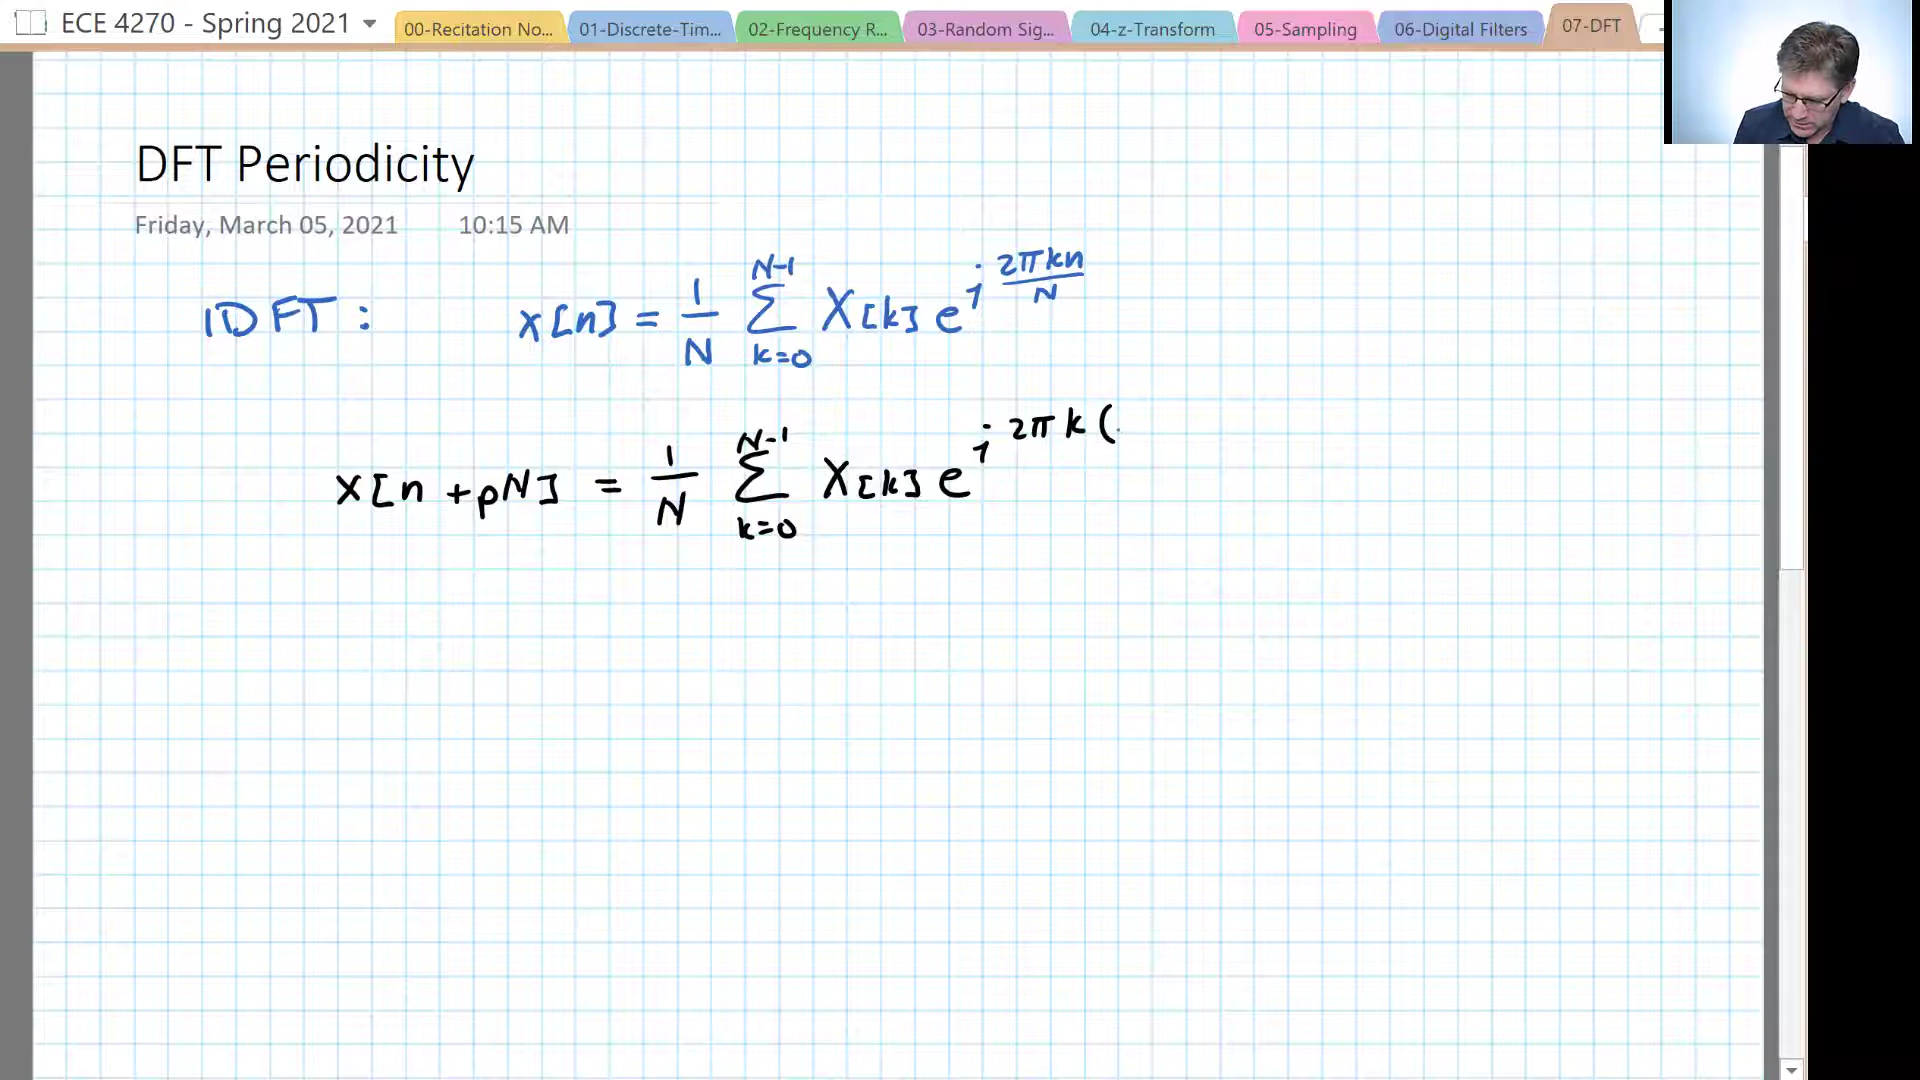 ECE 4270 - Spring 2021 00-Recitation No... 01-Discrete-Tim... 02-Frequency R... 03-Random Sig... 04-z-Transform 05-Sampling 06-Digital Filters 07-DFT
DFT Periodicity
Friday, March 05, 2021 10:15 AM
IDFT: x[n] = 1/N ∑_{k=0}^{N-1} X[k] e^{j 2πkn/N}
x[n+pN] = 1/N ∑_{k=0}^{N-1} X[k] e^{j 2πk(